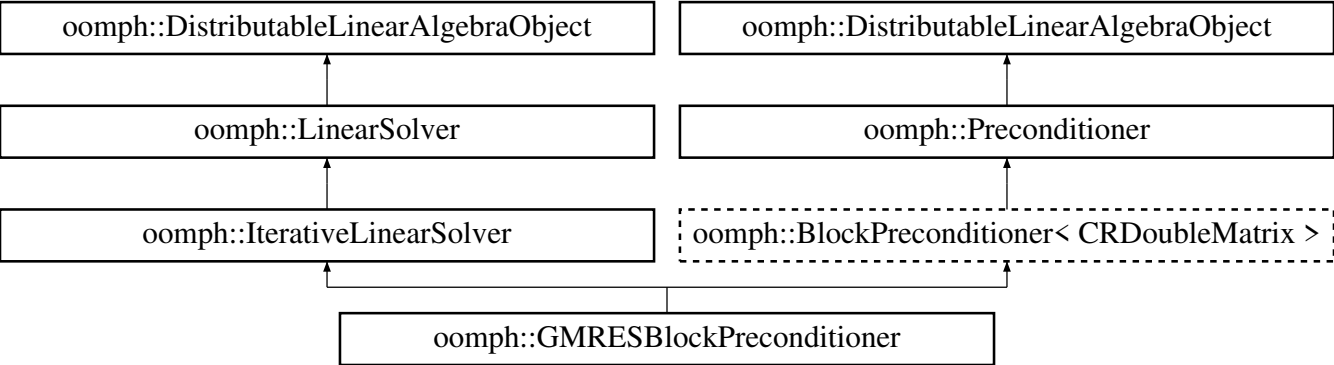 oomph::DistributableLinearAlgebraObject
oomph::DistributableLinearAlgebraObject
oomph::LinearSolver
oomph::Preconditioner
oomph::IterativeLinearSolver
oomph::BlockPreconditioner< CRDoubleMatrix >
oomph::GMRESBlockPreconditioner